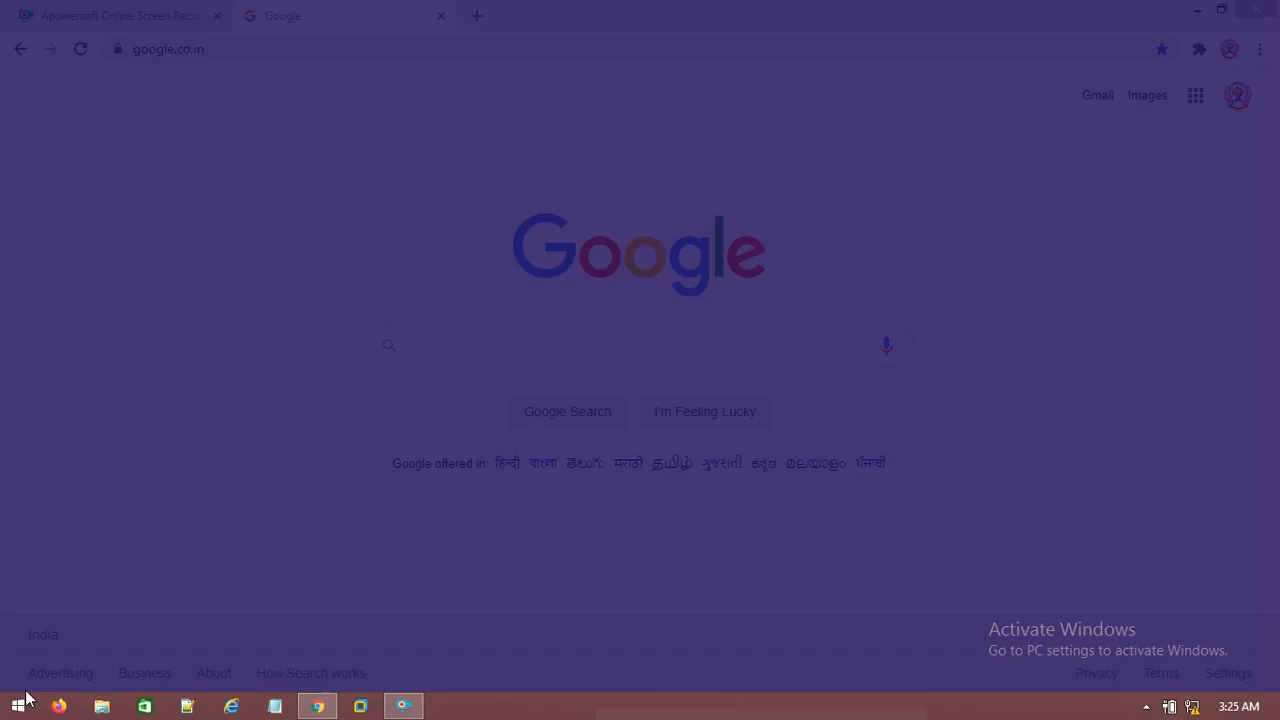 Apowersoft Online Screen Reco
Google
google.co.in
Gmail Images
Google
Google Search I'm Feeling Lucky
Google offered in: हिन्दी বাংলা తెలుగు मराठी தமிழ் ગુજરાતી ಕನ್ನಡ മലയാളം ਪੰਜਾਬੀ
India
Activate Windows
Go to PC settings to activate Windows.
Advertising Business About How Search works Privacy Terms Settings
3:25 AM